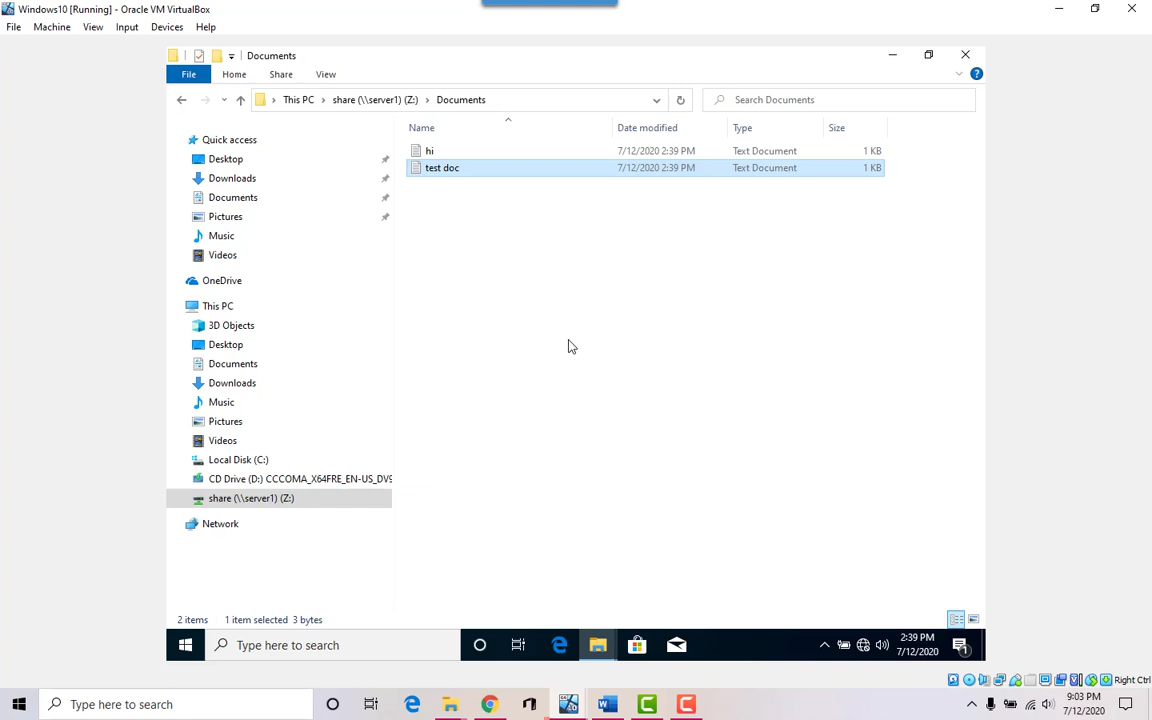 Windows10 [Running] - Oracle VM VirtualBox
File Machine View Input Devices Help
Documents
File Home Share View
This PC › share (\\server1) (Z:) › Documents
Search Documents
Name Date modified Type Size
hi 7/12/2020 2:39 PM Text Document 1 KB
test doc 7/12/2020 2:39 PM Text Document 1 KB
Quick access
Desktop
Downloads
Documents
Pictures
Music
Videos
OneDrive
This PC
3D Objects
Desktop
Documents
Downloads
Music
Pictures
Videos
Local Disk (C:)
CD Drive (D:) CCCOMA_X64FRE_EN-US_DV9
share (\\server1) (Z:)
Network
2 items 1 item selected 3 bytes
Type here to search
2:39 PM
7/12/2020
1
Right Ctrl
Type here to search
9:03 PM
7/12/2020